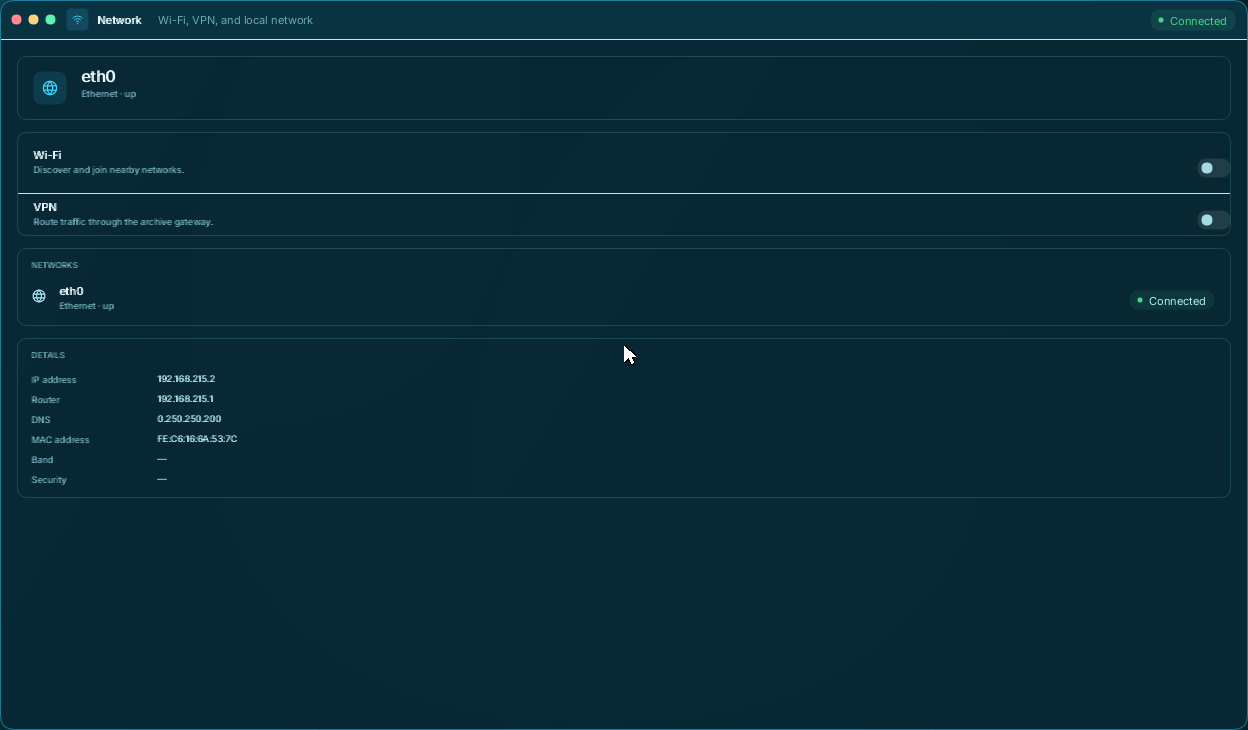 Network Wi-Fi, VPN, and local network Connected
eth0
Ethernet · up
Wi-Fi
Discover and join nearby networks.
VPN
Route traffic through the archive gateway.
NETWORKS
eth0
Ethernet · up
Connected
DETAILS
IP address 192.168.215.2
Router 192.168.215.1
DNS 0.250.250.200
MAC address FE:C6:16:6A:53:7C
Band —
Security —